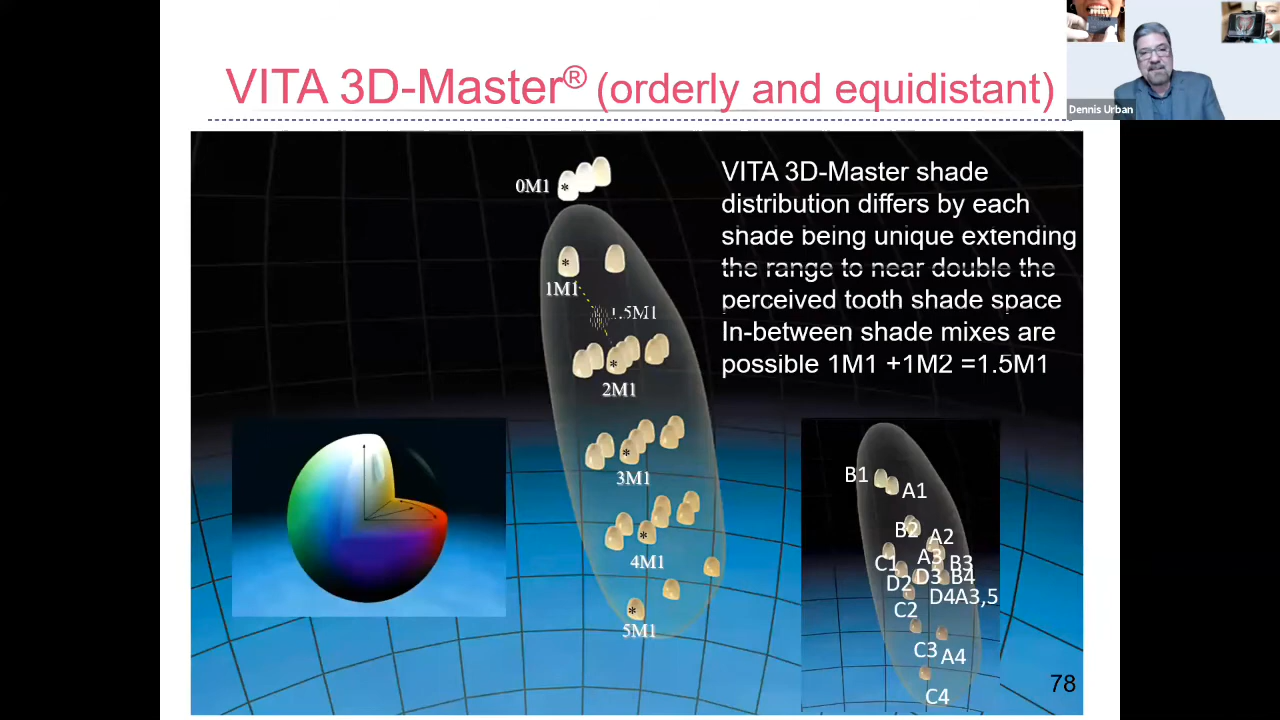 VITA 3D-Master® (orderly and equidistant)
Dennis Urban
VITA 3D-Master shade
distribution differs by each
shade being unique extending
the range to near double the
perceived tooth shade space
In-between shade mixes are
possible 1M1 +1M2 =1.5M1
0M1
*
*
1M1
1.5M1
*
2M1
*
3M1
*
4M1
*
5M1
B1
A1
B2
A2
A3
B3
C1
D3
B4
D2
D4
A3,5
C2
C3
A4
C4
78